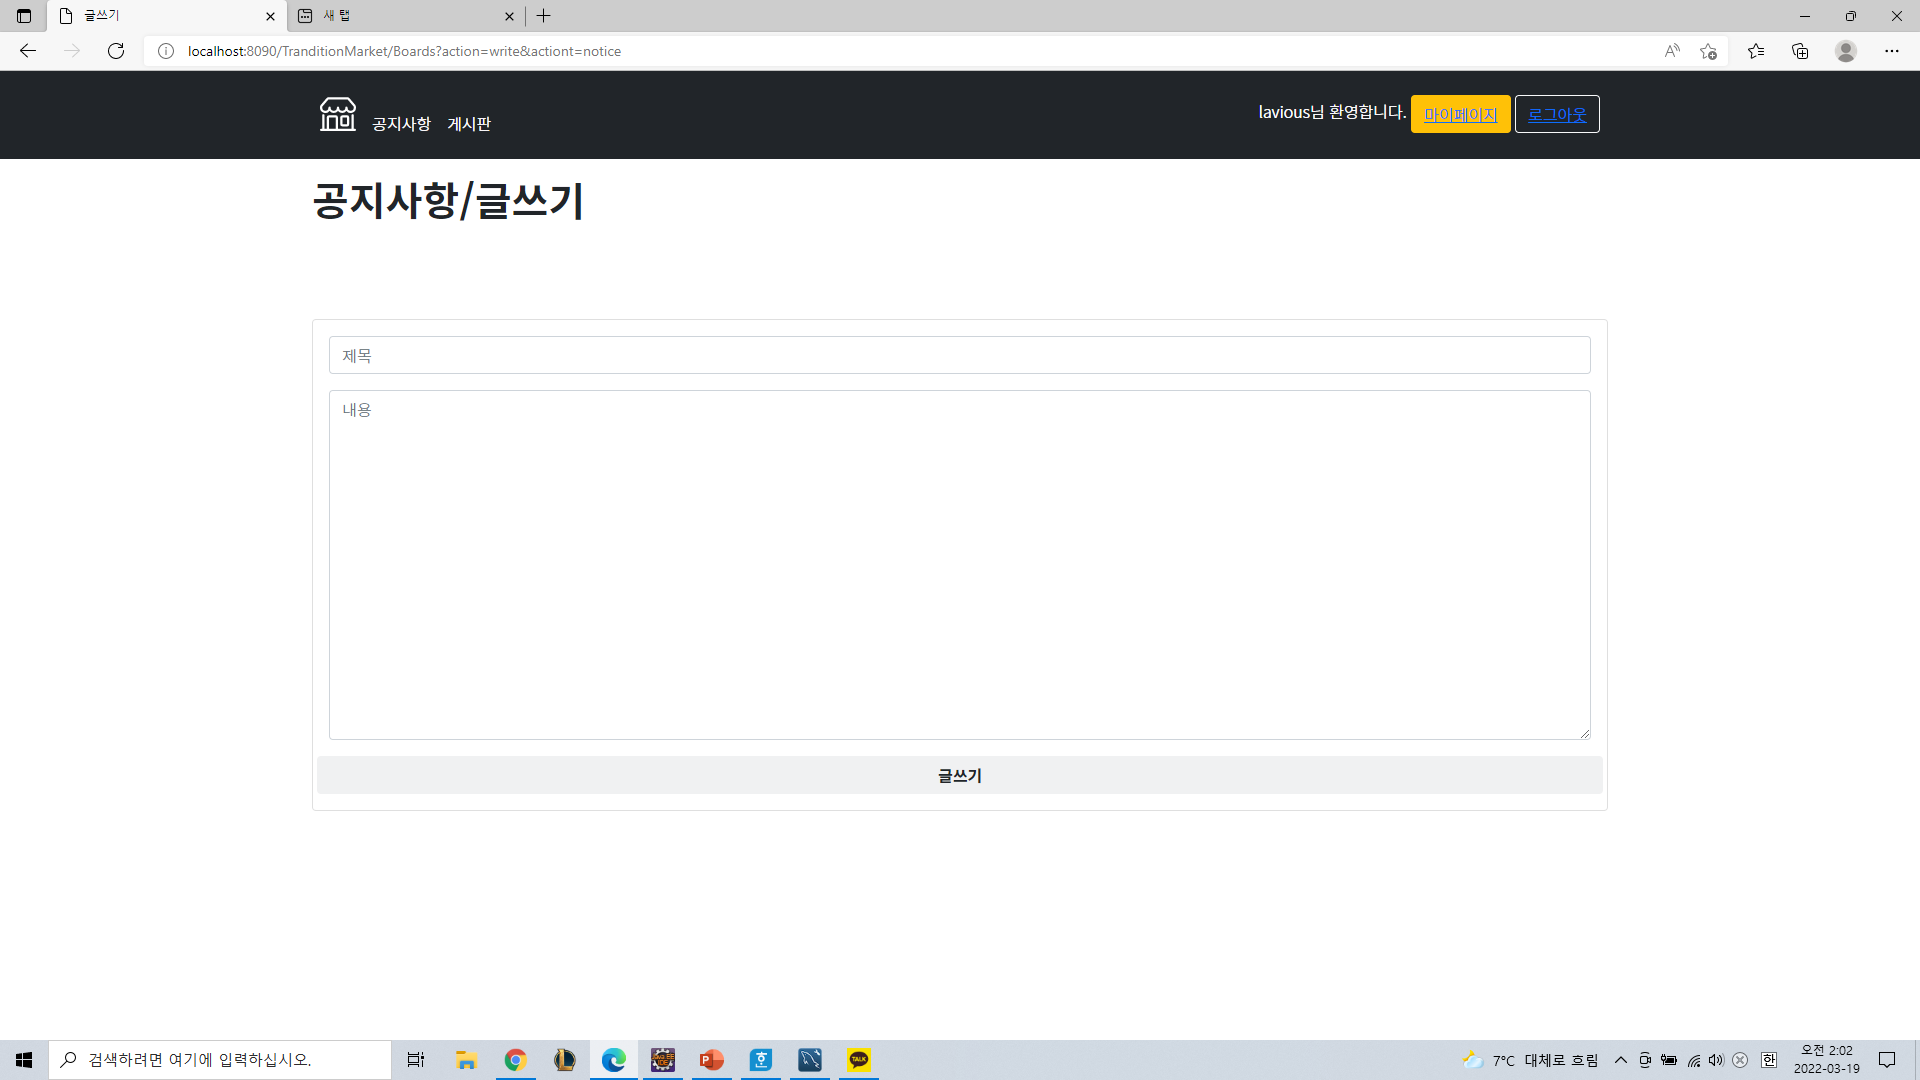 글쓰기
새 탭
localhost:8090/TranditionMarket/Boards?action=write&actiont=notice
공지사항 게시판
lavious님 환영합니다. 마이페이지 로그아웃
공지사항/글쓰기
제목
내용
글쓰기
검색하려면 여기에 입력하십시오.
7°C 대체로 흐림
한
오전 2:02
2022-03-19